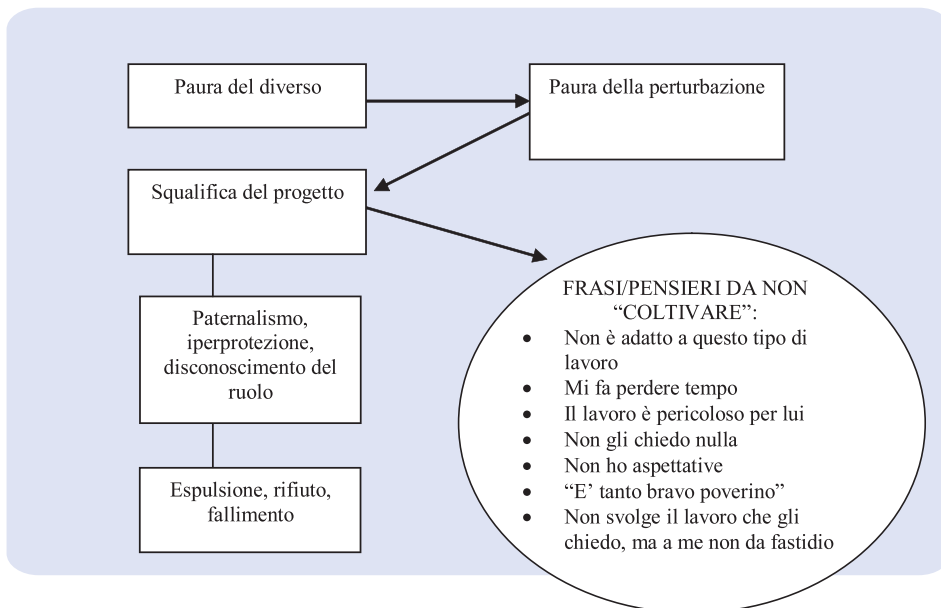 Paura del diverso
Paura della perturbazione
Squalifica del progetto
Paternalismo,
iperprotezione,
disconoscimento del
ruolo
Espulsione, rifiuto,
fallimento
FRASI/PENSIERI DA NON
“COLTIVARE”:
• Non è adatto a questo tipo di
lavoro
• Mi fa perdere tempo
• Il lavoro è pericoloso per lui
• Non gli chiedo nulla
• Non ho aspettative
• “E’ tanto bravo poverino”
• Non svolge il lavoro che gli
chiedo, ma a me non da fastidio